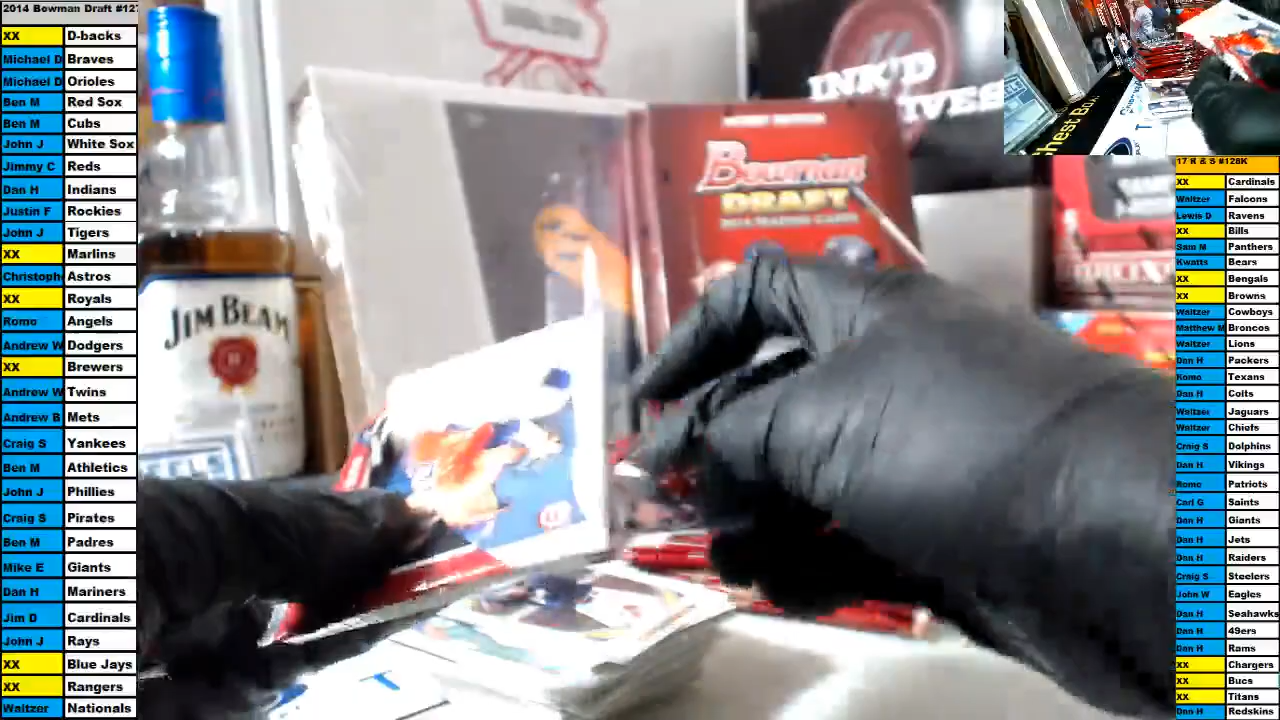 2014 Bowman Draft #127
XX D-backs
Michael D Braves
Michael D Orioles
Ben M Red Sox
Ben M Cubs
John J White Sox
Jimmy C Reds
Dan H Indians
Justin F Rockies
John J Tigers
XX Marlins
Christoph Astros
XX Royals
Romo Angels
Andrew W Dodgers
XX Brewers
Andrew W Twins
Andrew B Mets
Craig S Yankees
Ben M Athletics
John J Phillies
Craig S Pirates
Ben M Padres
Mike E Giants
Dan H Mariners
Jim D Cardinals
John J Rays
XX Blue Jays
XX Rangers
Waltzer Nationals
JIM BEAM
Bowman
DRAFT
INK'D
IVES
chest Box
17 K & S #128K
XX Cardinals
Waltzer Falcons
Lewis D Ravens
XX Bills
Sam M Panthers
Kwatts Bears
XX Bengals
XX Browns
Waltzer Cowboys
Matthew M Broncos
Waltzer Lions
Dan H Packers
Romo Texans
Dan H Colts
Waltzer Jaguars
Waltzer Chiefs
Craig S Dolphins
Dan H Vikings
Romo Patriots
Carl G Saints
Dan H Giants
Dan H Jets
Dan H Raiders
Craig S Steelers
John W Eagles
Dan H Seahawks
Dan H 49ers
Dan H Rams
XX Chargers
XX Bucs
XX Titans
Dan H Redskins